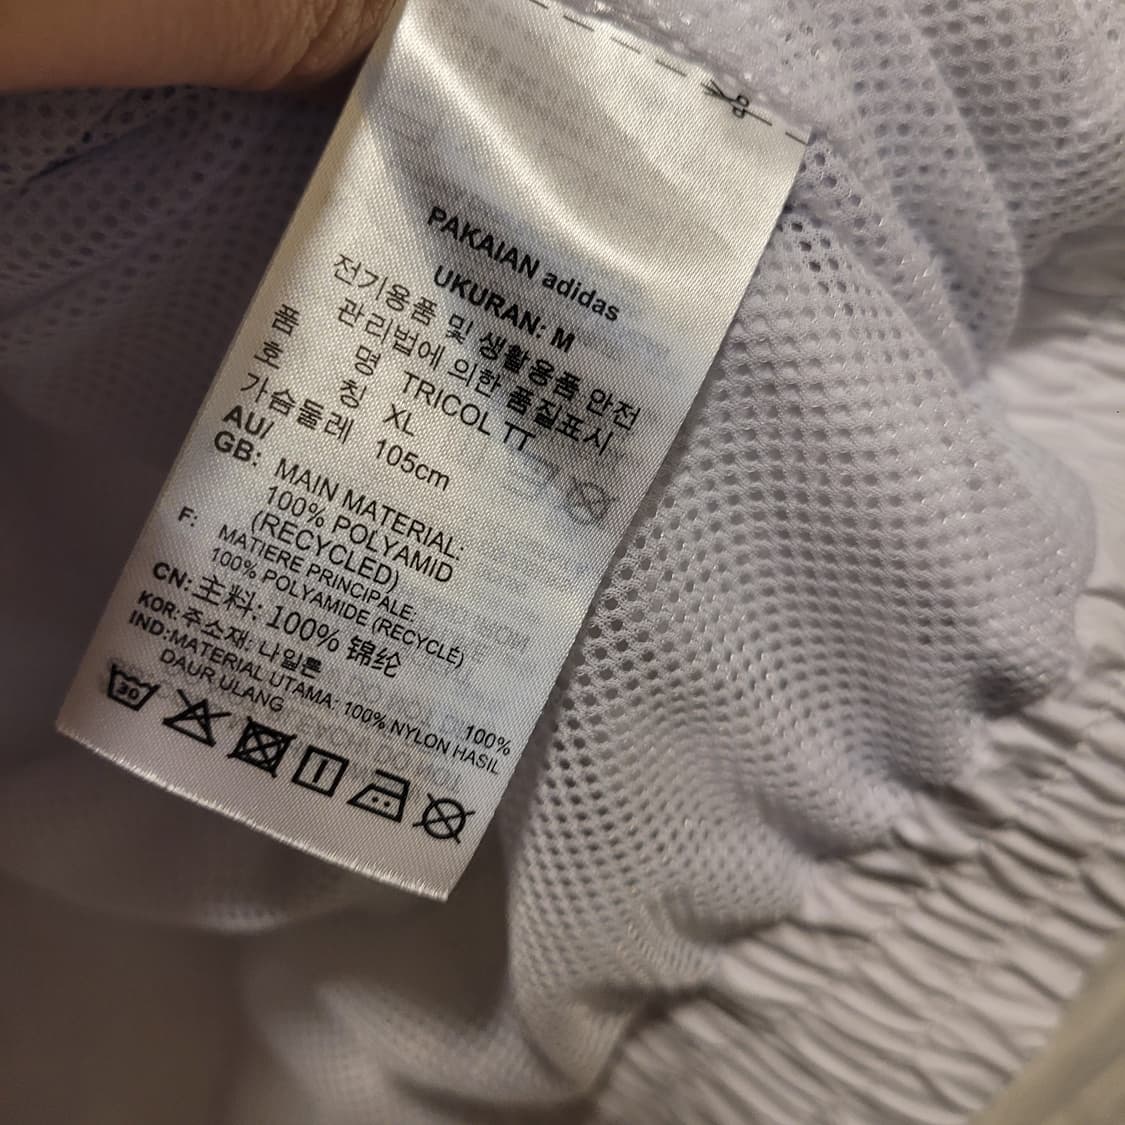 PAKAIAN adidas
UKURAN: M
전기용품 및 생활용품 안전
관리법에 의한 품질표시
품 명 TRICOL TT
호 칭 XL
가슴둘레 105cm
AU/
GB: MAIN MATERIAL:
100% POLYAMID
(RECYCLED)
F: MATIERE PRINCIPALE:
100% POLYAMIDE (RECYCLÉ)
CN: 主料: 100% 锦纶
KOR: 주소재: 나일론 100%
IND: MATERIAL UTAMA: 100% NYLON HASIL
DAUR ULANG
30